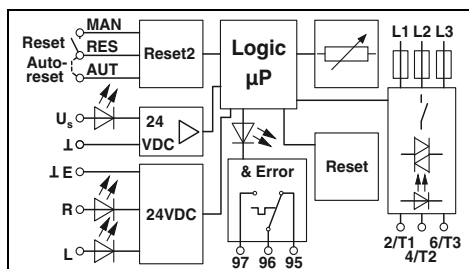 MAN
L1 L2 L3
Reset
RES
Reset2
Logic
µP
Auto-
reset
AUT
Us
24
VDC
⊥
& Error
Reset
⊥ E
R
24VDC
L
97 96 95
2/T1 6/T3
4/T2